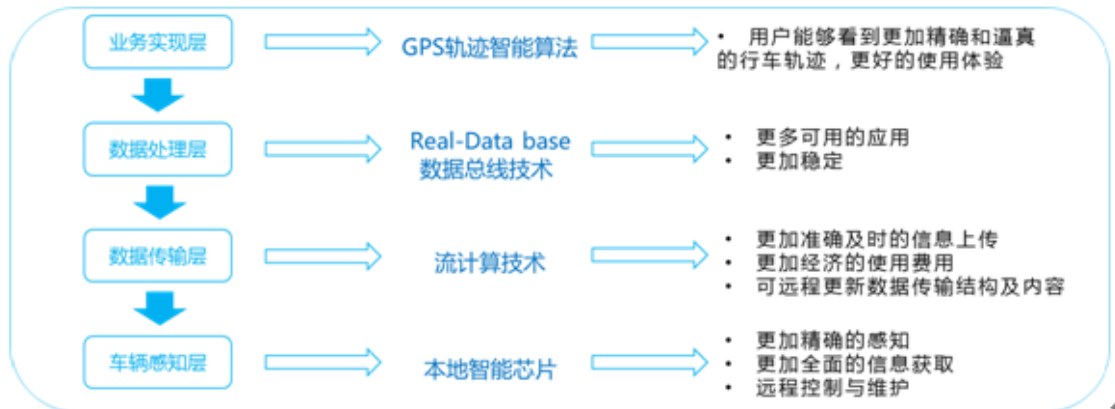 业务实现层
GPS轨迹智能算法
• 用户能够看到更加精确和逼真
的行车轨迹，更好的使用体验
数据处理层
Real-Data base
数据总线技术
• 更多可用的应用
• 更加稳定
数据传输层
流计算技术
• 更加准确及时的信息上传
• 更加经济的使用费用
• 可远程更新数据传输结构及内容
车辆感知层
本地智能芯片
• 更加精确的感知
• 更加全面的信息获取
• 远程控制与维护